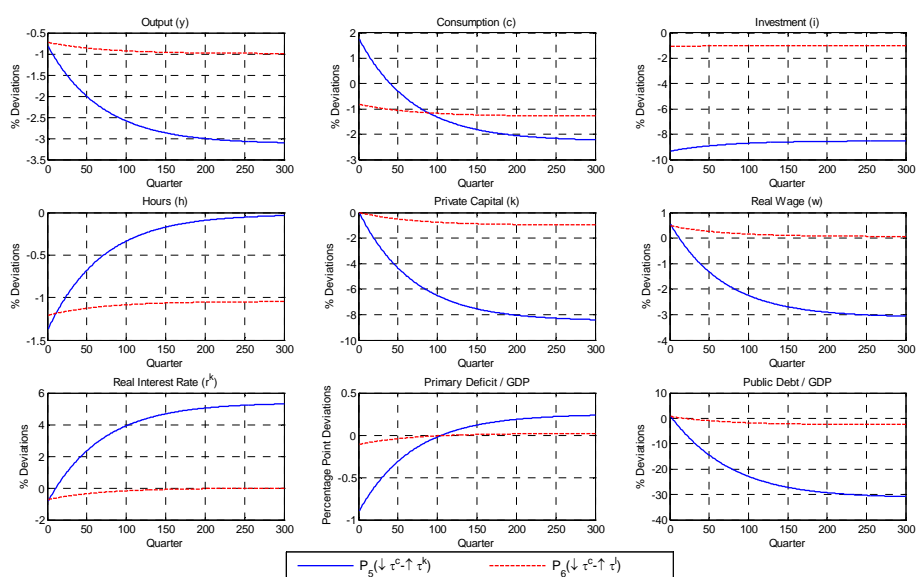 Output (y)
Consumption (c)
Investment (i)
-0.5
-1
-1.5
-2
-2.5
-3
-3.5
% Deviations
0 50 100 150 200 250 300
Quarter
2
1
0
-1
-2
-3
% Deviations
0 50 100 150 200 250 300
Quarter
0
-2
-4
-6
-8
-10
% Deviations
0 50 100 150 200 250 300
Quarter
Hours (h)
Private Capital (k)
Real Wage (w)
0
-0.5
-1
-1.5
% Deviations
0 50 100 150 200 250 300
Quarter
0
-2
-4
-6
-8
-10
% Deviations
0 50 100 150 200 250 300
Quarter
1
0
-1
-2
-3
-4
% Deviations
0 50 100 150 200 250 300
Quarter
Real Interest Rate (r^k)
Primary Deficit / GDP
Public Debt / GDP
6
4
2
0
-2
% Deviations
0 50 100 150 200 250 300
Quarter
0.5
0
-0.5
-1
Percentage Point Deviations
0 50 100 150 200 250 300
Quarter
10
0
-10
-20
-30
-40
% Deviations
0 50 100 150 200 250 300
Quarter
P₅(↓ τ^c-↑ τ^k)
P₆(↓ τ^c-↑ τ^l)